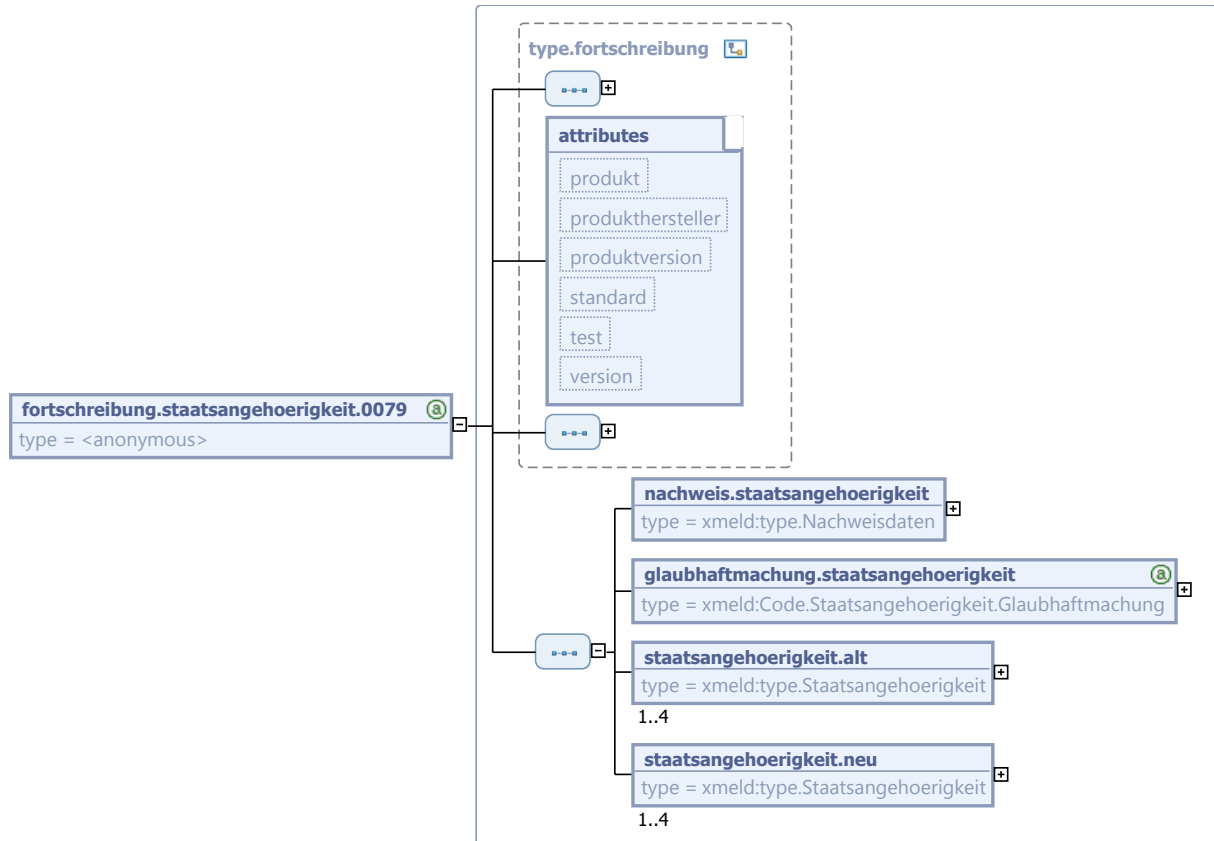 type.fortschreibung
attributes
produkt
produkthersteller
produktversion
standard
test
version
fortschreibung.staatsangehoerigkeit.0079 a
type = <anonymous>
nachweis.staatsangehoerigkeit
type = xmeld:type.Nachweisdaten
glaubhaftmachung.staatsangehoerigkeit a
type = xmeld:Code.Staatsangehoerigkeit.Glaubhaftmachung
staatsangehoerigkeit.alt
type = xmeld:type.Staatsangehoerigkeit
1..4
staatsangehoerigkeit.neu
type = xmeld:type.Staatsangehoerigkeit
1..4